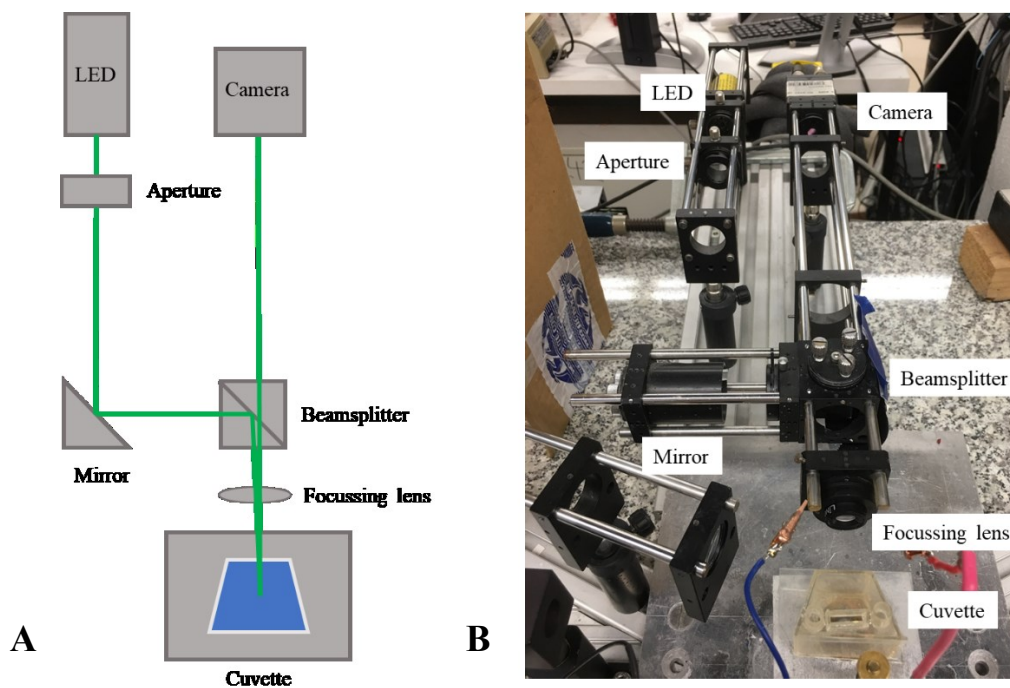 LED
Camera
Aperture
Beamsplitter
Mirror
Focussing lens
Cuvette
A
LED
Camera
Aperture
Beamsplitter
Mirror
Focussing lens
Cuvette
B